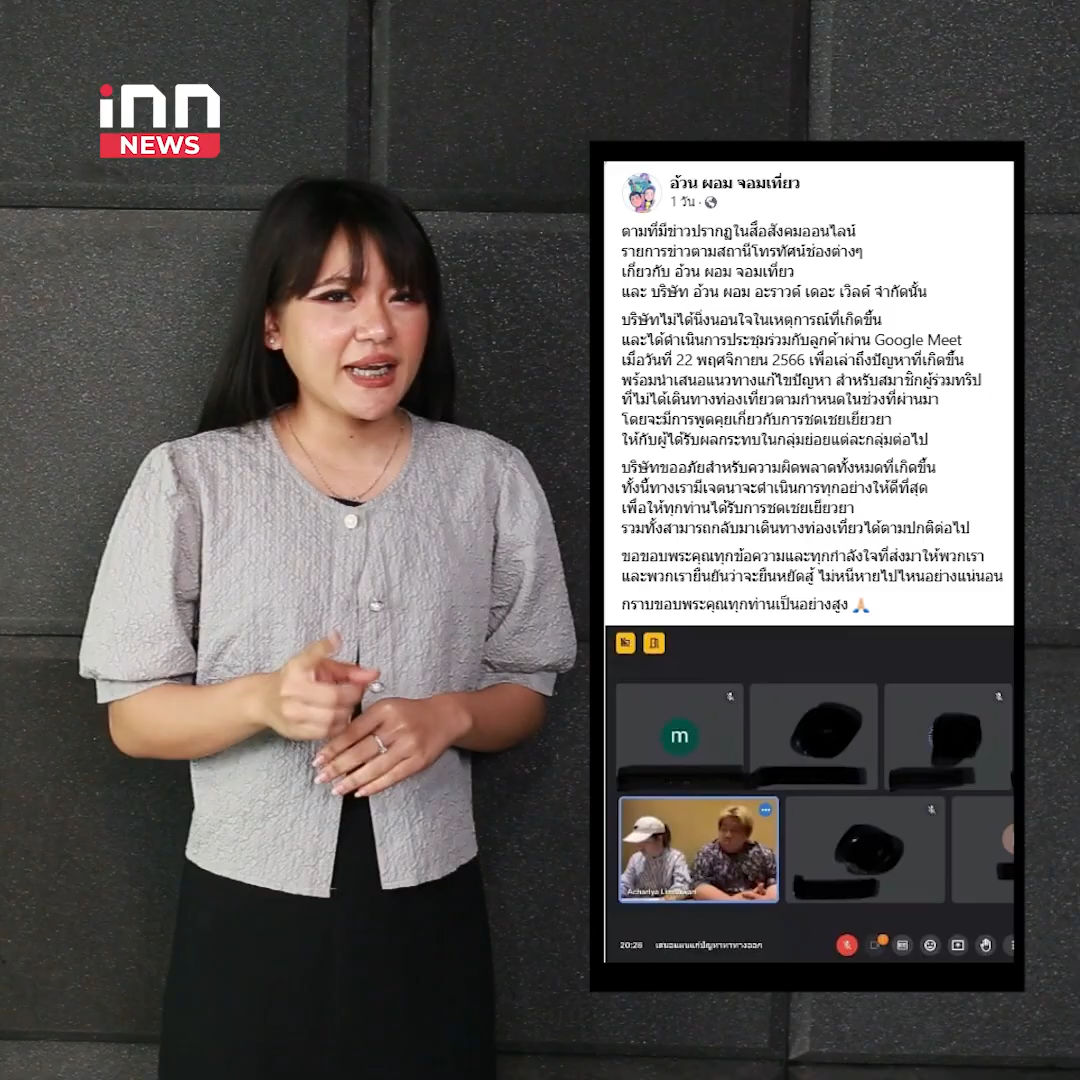 inn
NEWS
อ้วน ผอม จอมเที่ยว
1 วัน ·
ตามที่มีข่าวปรากฏในสื่อสังคมออนไลน์
รายการข่าวตามสถานีโทรทัศน์ช่องต่างๆ
เกี่ยวกับ อ้วน ผอม จอมเที่ยว
และ บริษัท อ้วน ผอม อะราวด์ เดอะ เวิลด์ จำกัดนั้น
บริษัทไม่ได้นิ่งนอนใจในเหตุการณ์ที่เกิดขึ้น
และได้ดำเนินการประชุมร่วมกับลูกค้าผ่าน Google Meet
เมื่อวันที่ 22 พฤศจิกายน 2566 เพื่อเล่าถึงปัญหาที่เกิดขึ้น
พร้อมนำเสนอแนวทางแก้ไขปัญหา สำหรับสมาชิกผู้ร่วมทริป
ที่ไม่ได้เดินทางท่องเที่ยวตามกำหนดในช่วงที่ผ่านมา
โดยจะมีการพูดคุยเกี่ยวกับการชดเชยเยียวยา
ให้กับผู้ได้รับผลกระทบในกลุ่มย่อยแต่ละกลุ่มต่อไป
บริษัทขออภัยสำหรับความผิดพลาดทั้งหมดที่เกิดขึ้น
ทั้งนี้ทางเรามีเจตนาจะดำเนินการทุกอย่างให้ดีที่สุด
เพื่อให้ทุกท่านได้รับการชดเชยเยียวยา
รวมทั้งสามารถกลับมาเดินทางท่องเที่ยวได้ตามปกติต่อไป
ขอขอบพระคุณทุกข้อความและทุกกำลังใจที่ส่งมาให้พวกเรา
และพวกเรายืนยันว่าจะยืนหยัดสู้ ไม่หนีหายไปไหนอย่างแน่นอน
กราบขอบพระคุณทุกท่านเป็นอย่างสูง 🙏🏻
m
Achariya
20:28 เสนอแผนแก้ปัญหาหาทางออก